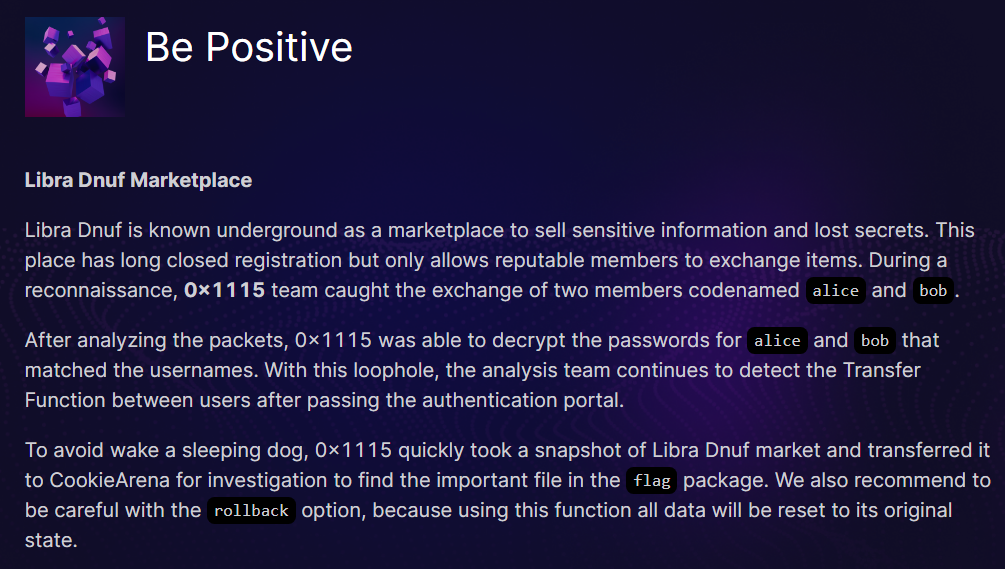 Be Positive
Libra Dnuf Marketplace
Libra Dnuf is known underground as a marketplace to sell sensitive information and lost secrets. This
place has long closed registration but only allows reputable members to exchange items. During a
reconnaissance, 0×1115 team caught the exchange of two members codenamed alice and bob.
After analyzing the packets, 0×1115 was able to decrypt the passwords for alice and bob that
matched the usernames. With this loophole, the analysis team continues to detect the Transfer
Function between users after passing the authentication portal.
To avoid wake a sleeping dog, 0×1115 quickly took a snapshot of Libra Dnuf market and transferred it
to CookieArena for investigation to find the important file in the flag package. We also recommend to
be careful with the rollback option, because using this function all data will be reset to its original
state.